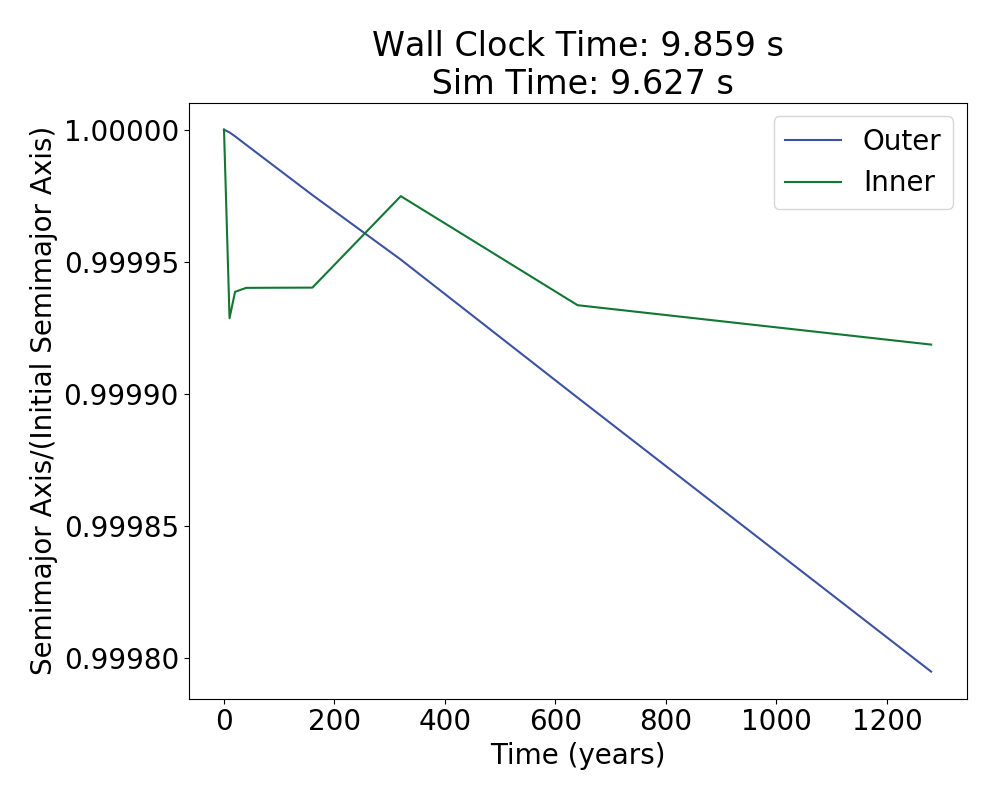 Wall Clock Time: 9.859 s
Sim Time: 9.627 s
Semimajor Axis/(Initial Semimajor Axis)
1.00000
0.99995
0.99990
0.99985
0.99980
Outer
Inner
0 200 400 600 800 1000 1200
Time (years)